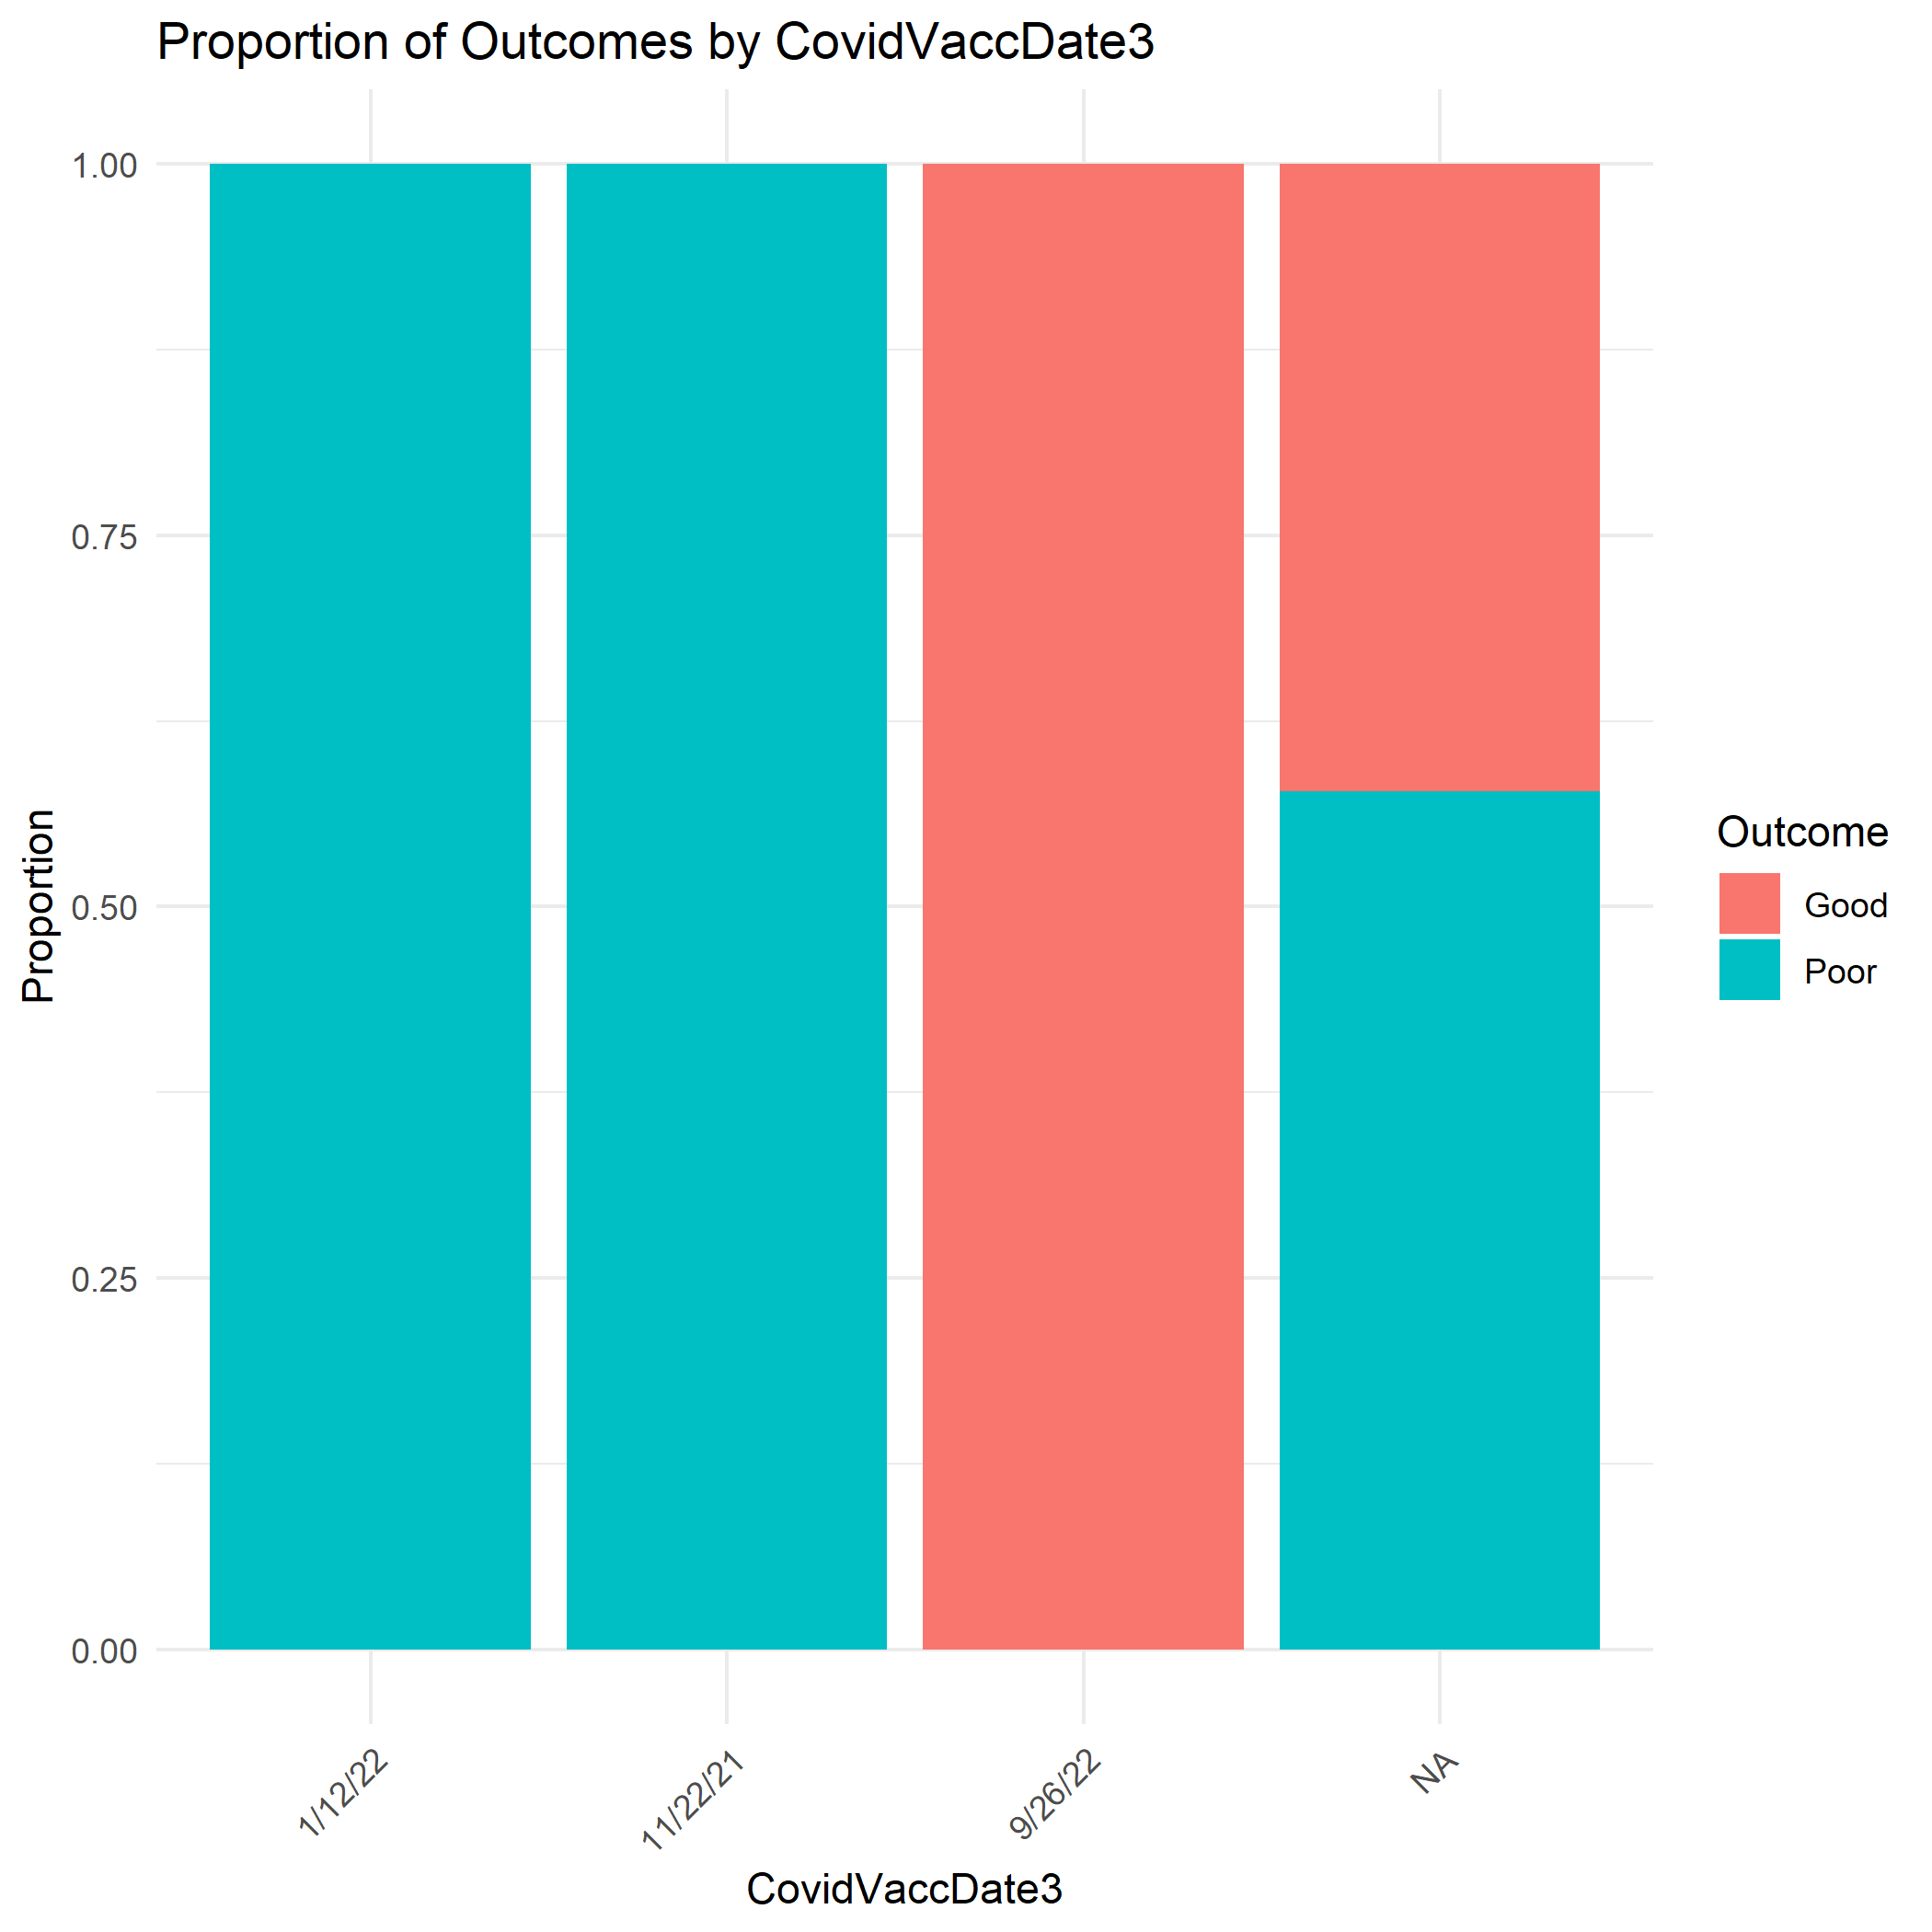 Proportion of Outcomes by CovidVaccDate3
1.00
0.75
0.50
0.25
0.00
Proportion
1/12/22
11/22/21
9/26/22
NA
CovidVaccDate3
Outcome
Good
Poor